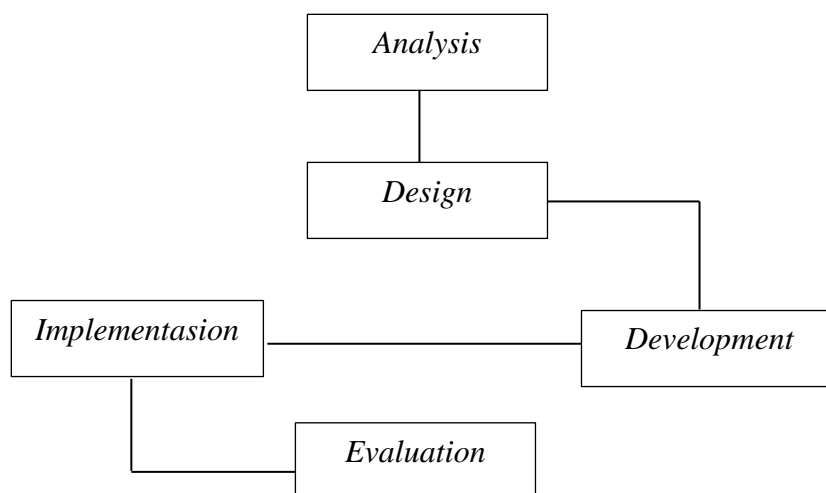 Analysis
Design
Implementasion
Development
Evaluation